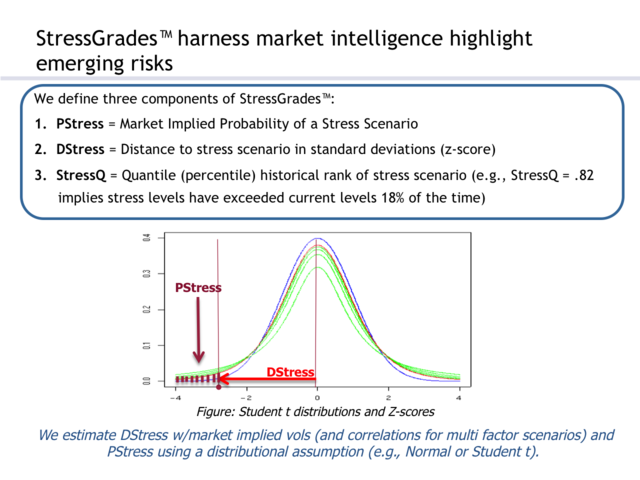 StressGrades™ harness market intelligence highlight
emerging risks
We define three components of StressGrades™:
1. PStress = Market Implied Probability of a Stress Scenario
2. DStress = Distance to stress scenario in standard deviations (z-score)
3. StressQ = Quantile (percentile) historical rank of stress scenario (e.g., StressQ = .82
implies stress levels have exceeded current levels 18% of the time)
0.4
0.3
0.2
0.1
0.0
PStress
DStress
−4 −2 0 2 4
Figure: Student t distributions and Z-scores
We estimate DStress w/market implied vols (and correlations for multi factor scenarios) and
PStress using a distributional assumption (e.g., Normal or Student t).